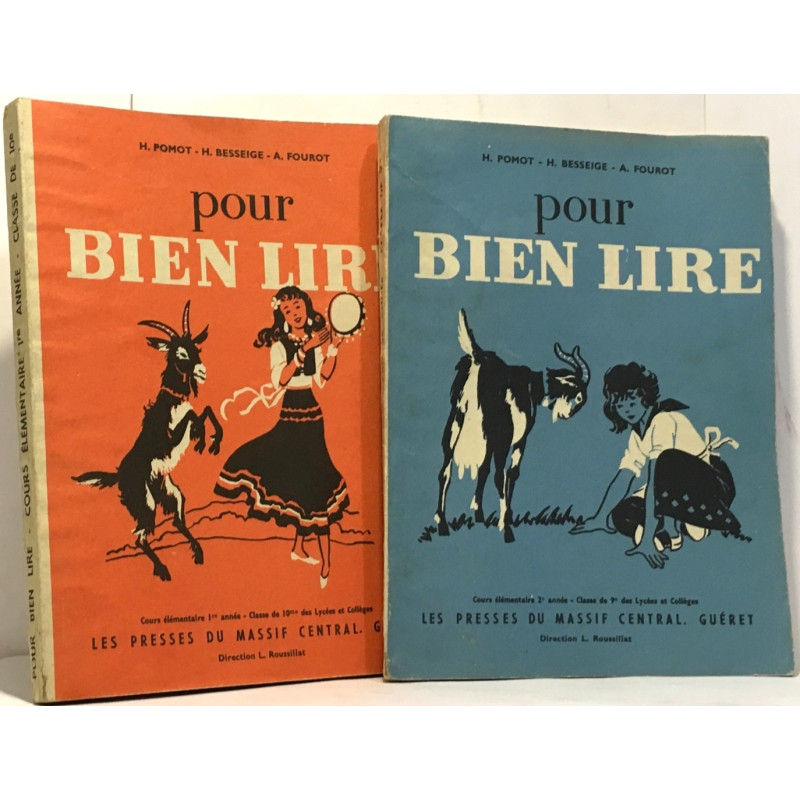 POUR BIEN LIRE - COURS ÉLÉMENTAIRE 1re ANNÉE - CLASSE DE 10e
H. POMOT - H. BESSEIGE - A. FOUROT
pour
BIEN LIRE
Cours élémentaire 1re année - Classe de 10me des Lycées et Collèges
LES PRESSES DU MASSIF CENTRAL. G
Direction L. Roussillat
H. POMOT - H. BESSEIGE - A. FOUROT
pour
BIEN LIRE
Cours élémentaire 2e année - Classe de 9e des Lycées et Collèges
LES PRESSES DU MASSIF CENTRAL. GUÉRET
Direction L. Roussillat